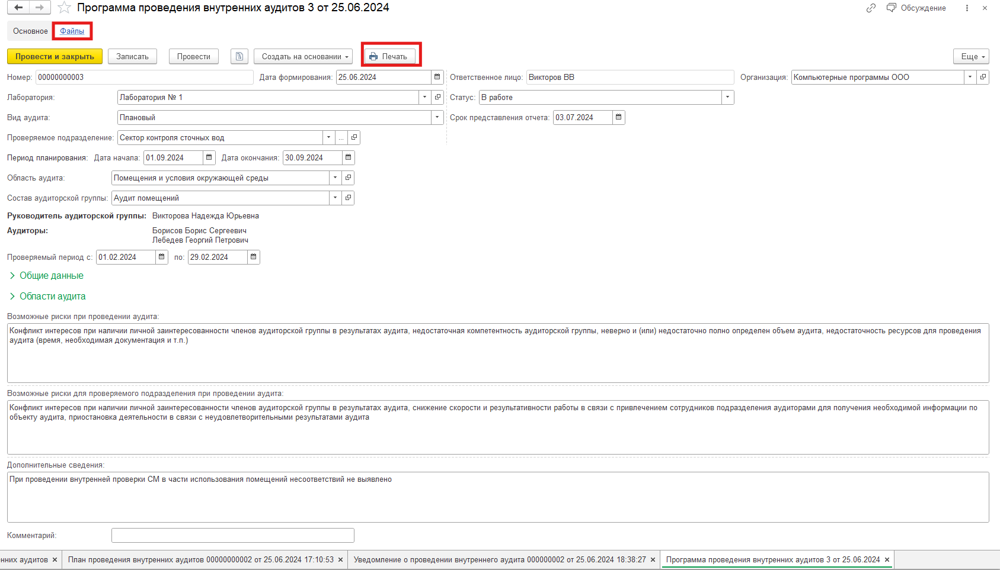 Программа проведения внутренних аудитов 3 от 25.06.2024
Обсуждение
Основное Файлы
Провести и закрыть Записать Провести Создать на основании Печать Еще
Номер: 00000000003 Дата формирования: 25.06.2024 Ответственное лицо: Викторов ВВ Организация: Компьютерные программы ООО
Лаборатория: Лаборатория № 1 Статус: В работе
Вид аудита: Плановый Срок представления отчета: 03.07.2024
Проверяемое подразделение: Сектор контроля сточных вод ...
Период планирования: Дата начала: 01.09.2024 Дата окончания: 30.09.2024
Область аудита: Помещения и условия окружающей среды
Состав аудиторской группы: Аудит помещений
Руководитель аудиторской группы: Викторова Надежда Юрьевна
Аудиторы: Борисов Борис Сергеевич
Лебедев Георгий Петрович
Проверяемый период с: 01.02.2024 по: 29.02.2024
Общие данные
Области аудита
Возможные риски при проведении аудита:
Конфликт интересов при наличии личной заинтересованности членов аудиторской группы в результатах аудита, недостаточная компетентность аудиторской группы, неверно и (или) недостаточно полно определен объем аудита, недостаточность ресурсов для проведения
аудита (время, необходимая документация и т.п.)
Возможные риски для проверяемого подразделения при проведении аудита:
Конфликт интересов при наличии личной заинтересованности членов аудиторской группы в результатах аудита, снижение скорости и результативности работы в связи с привлечением сотрудников подразделения аудиторами для получения необходимой информации по
объекту аудита, приостановка деятельности в связи с неудовлетворительными результатами аудита
Дополнительные сведения:
При проведении внутренней проверки СМ в части использования помещений несоответствий не выявлено
Комментарий:
нних аудитов План проведения внутренних аудитов 00000000002 от 25.06.2024 17:10:53 Уведомление о проведении внутреннего аудита 000000002 от 25.06.2024 18:38:27 Программа проведения внутренних аудитов 3 от 25.06.2024